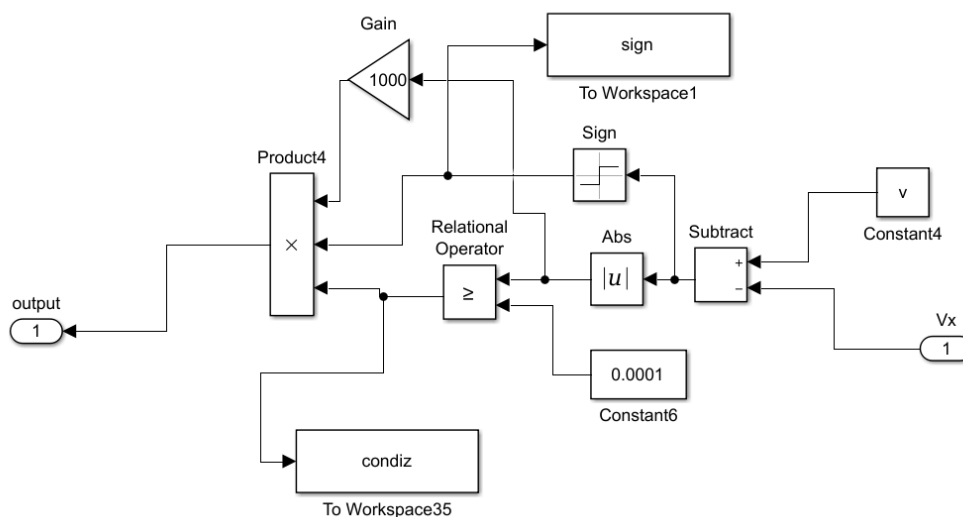 Gain
1000
sign
To Workspace1
Sign
Product4
×
Relational
Operator
≥
Abs
|u|
Subtract
+
−
v
Constant4
output
1
Vx
1
0.0001
Constant6
condiz
To Workspace35